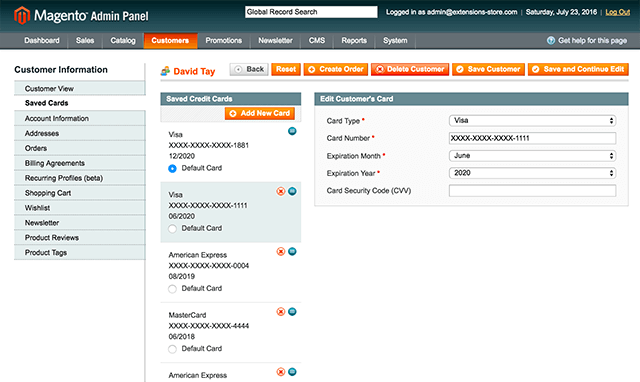 Magento Admin Panel
Global Record Search
Logged in as admin@extensions-store.com | Saturday, July 23, 2016 | Log Out
Dashboard Sales Catalog Customers Promotions Newsletter CMS Reports System Get help for this page
Customer Information
Customer View
Saved Cards
Account Information
Addresses
Orders
Billing Agreements
Recurring Profiles (beta)
Shopping Cart
Wishlist
Newsletter
Product Reviews
Product Tags
David Tay
Back Reset Create Order Delete Customer Save Customer Save and Continue Edit
Saved Credit Cards
Add New Card
Visa
XXXX-XXXX-XXXX-1881
12/2020
Default Card
Visa
XXXX-XXXX-XXXX-1111
06/2020
Default Card
American Express
XXXX-XXXX-XXXX-0004
08/2019
Default Card
MasterCard
XXXX-XXXX-XXXX-4444
06/2018
Default Card
American Express
Edit Customer's Card
Card Type * Visa
Card Number * XXXX-XXXX-XXXX-1111
Expiration Month * June
Expiration Year * 2020
Card Security Code (CVV)